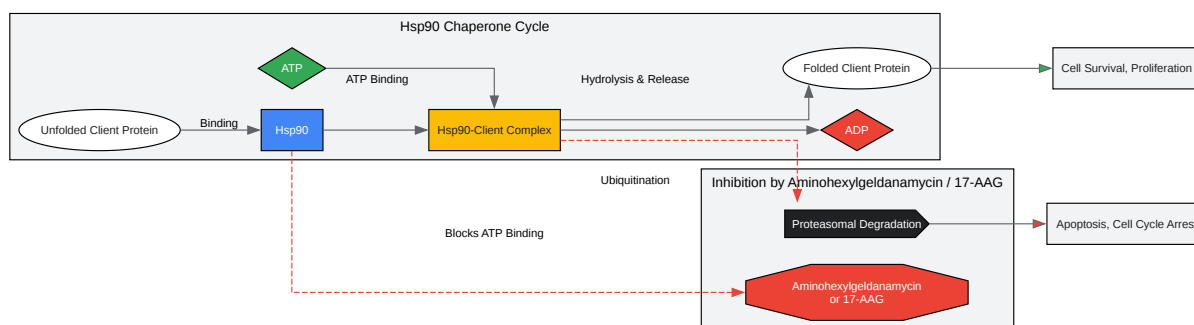 Hsp90 Chaperone Cycle
ATP
ATP Binding
Hydrolysis & Release
Folded Client Protein
Cell Survival, Proliferation
Unfolded Client Protein
Binding
Hsp90
Hsp90-Client Complex
ADP
Ubiquitination
Inhibition by Aminohexylgeldanamycin / 17-AAG
Proteasomal Degradation
Apoptosis, Cell Cycle Arres
Blocks ATP Binding
Aminohexylgeldanamycin
or 17-AAG